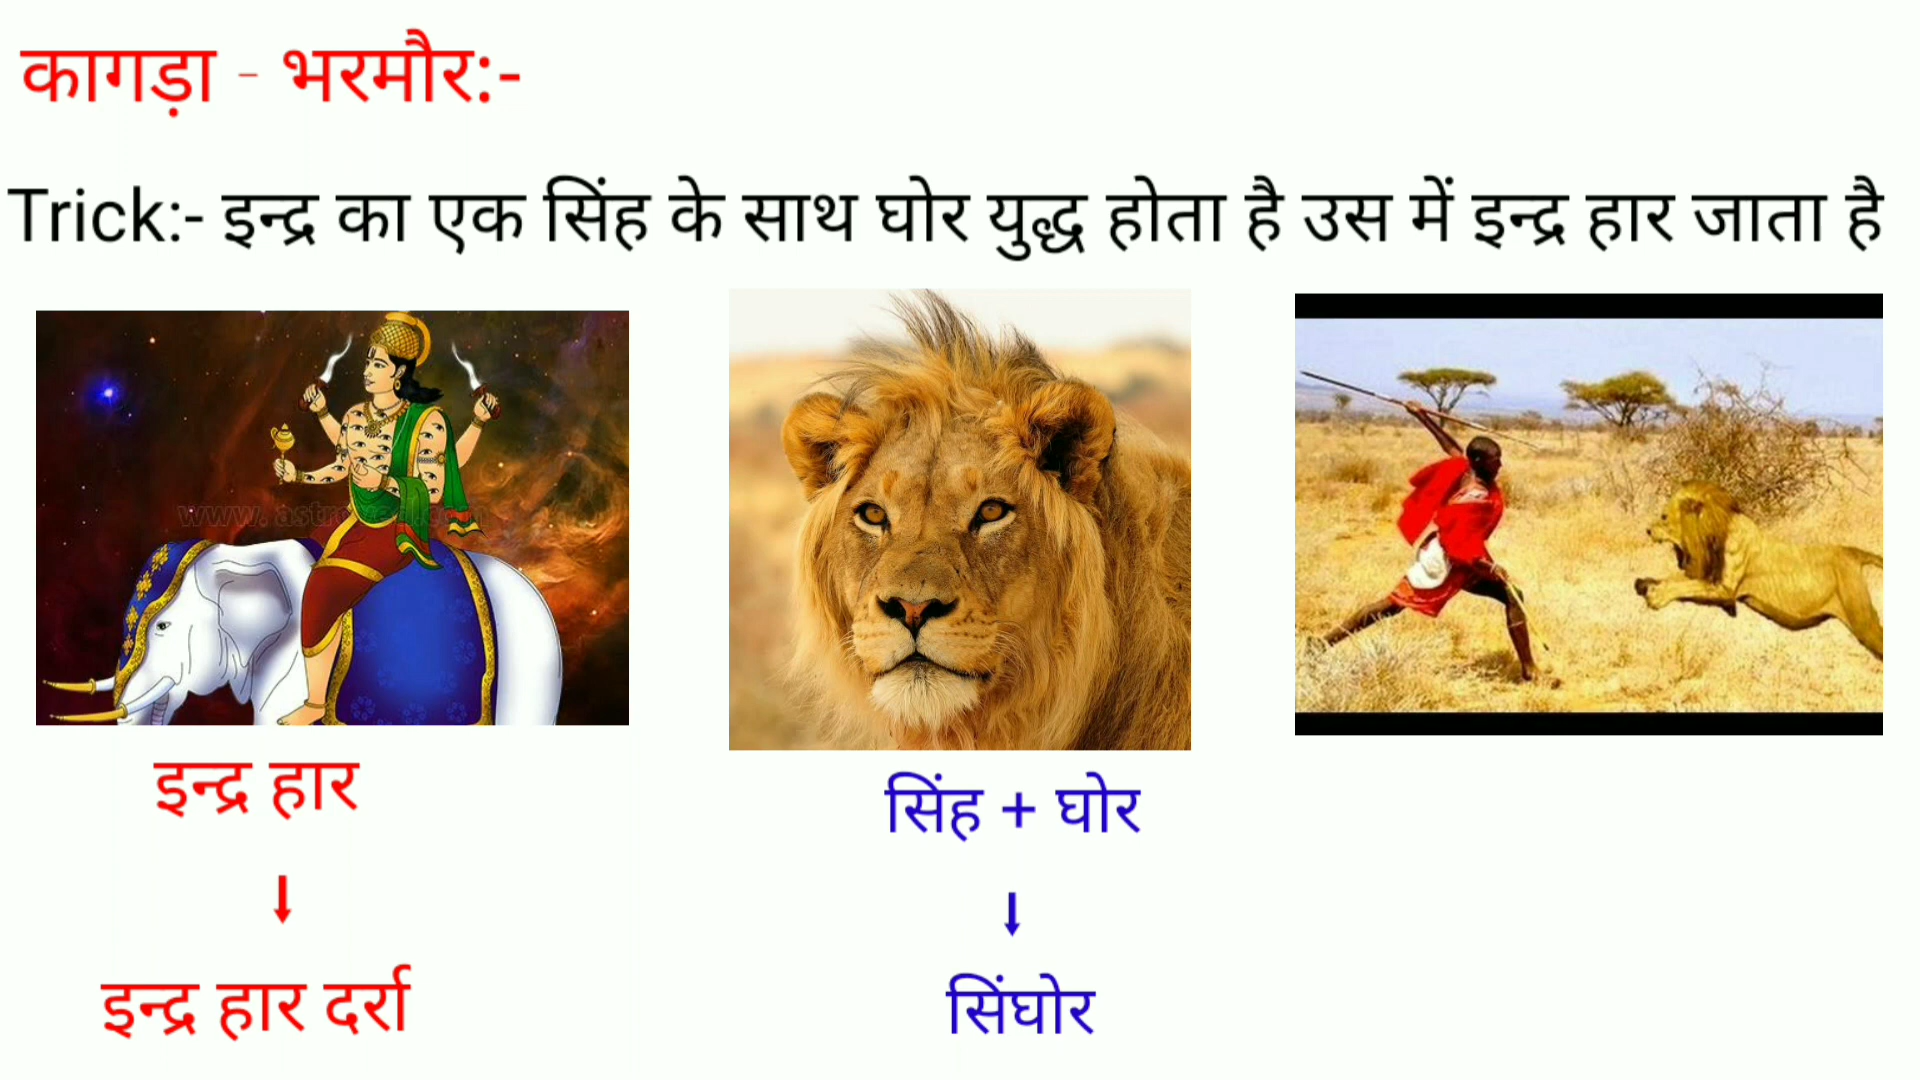 कागड़ा - भरमौर:-
Trick:- इन्द्र का एक सिंह के साथ घोर युद्ध होता है उस में इन्द्र हार जाता है
इन्द्र हार
सिंह + घोर
इन्द्र हार दर्रा
सिंघोर